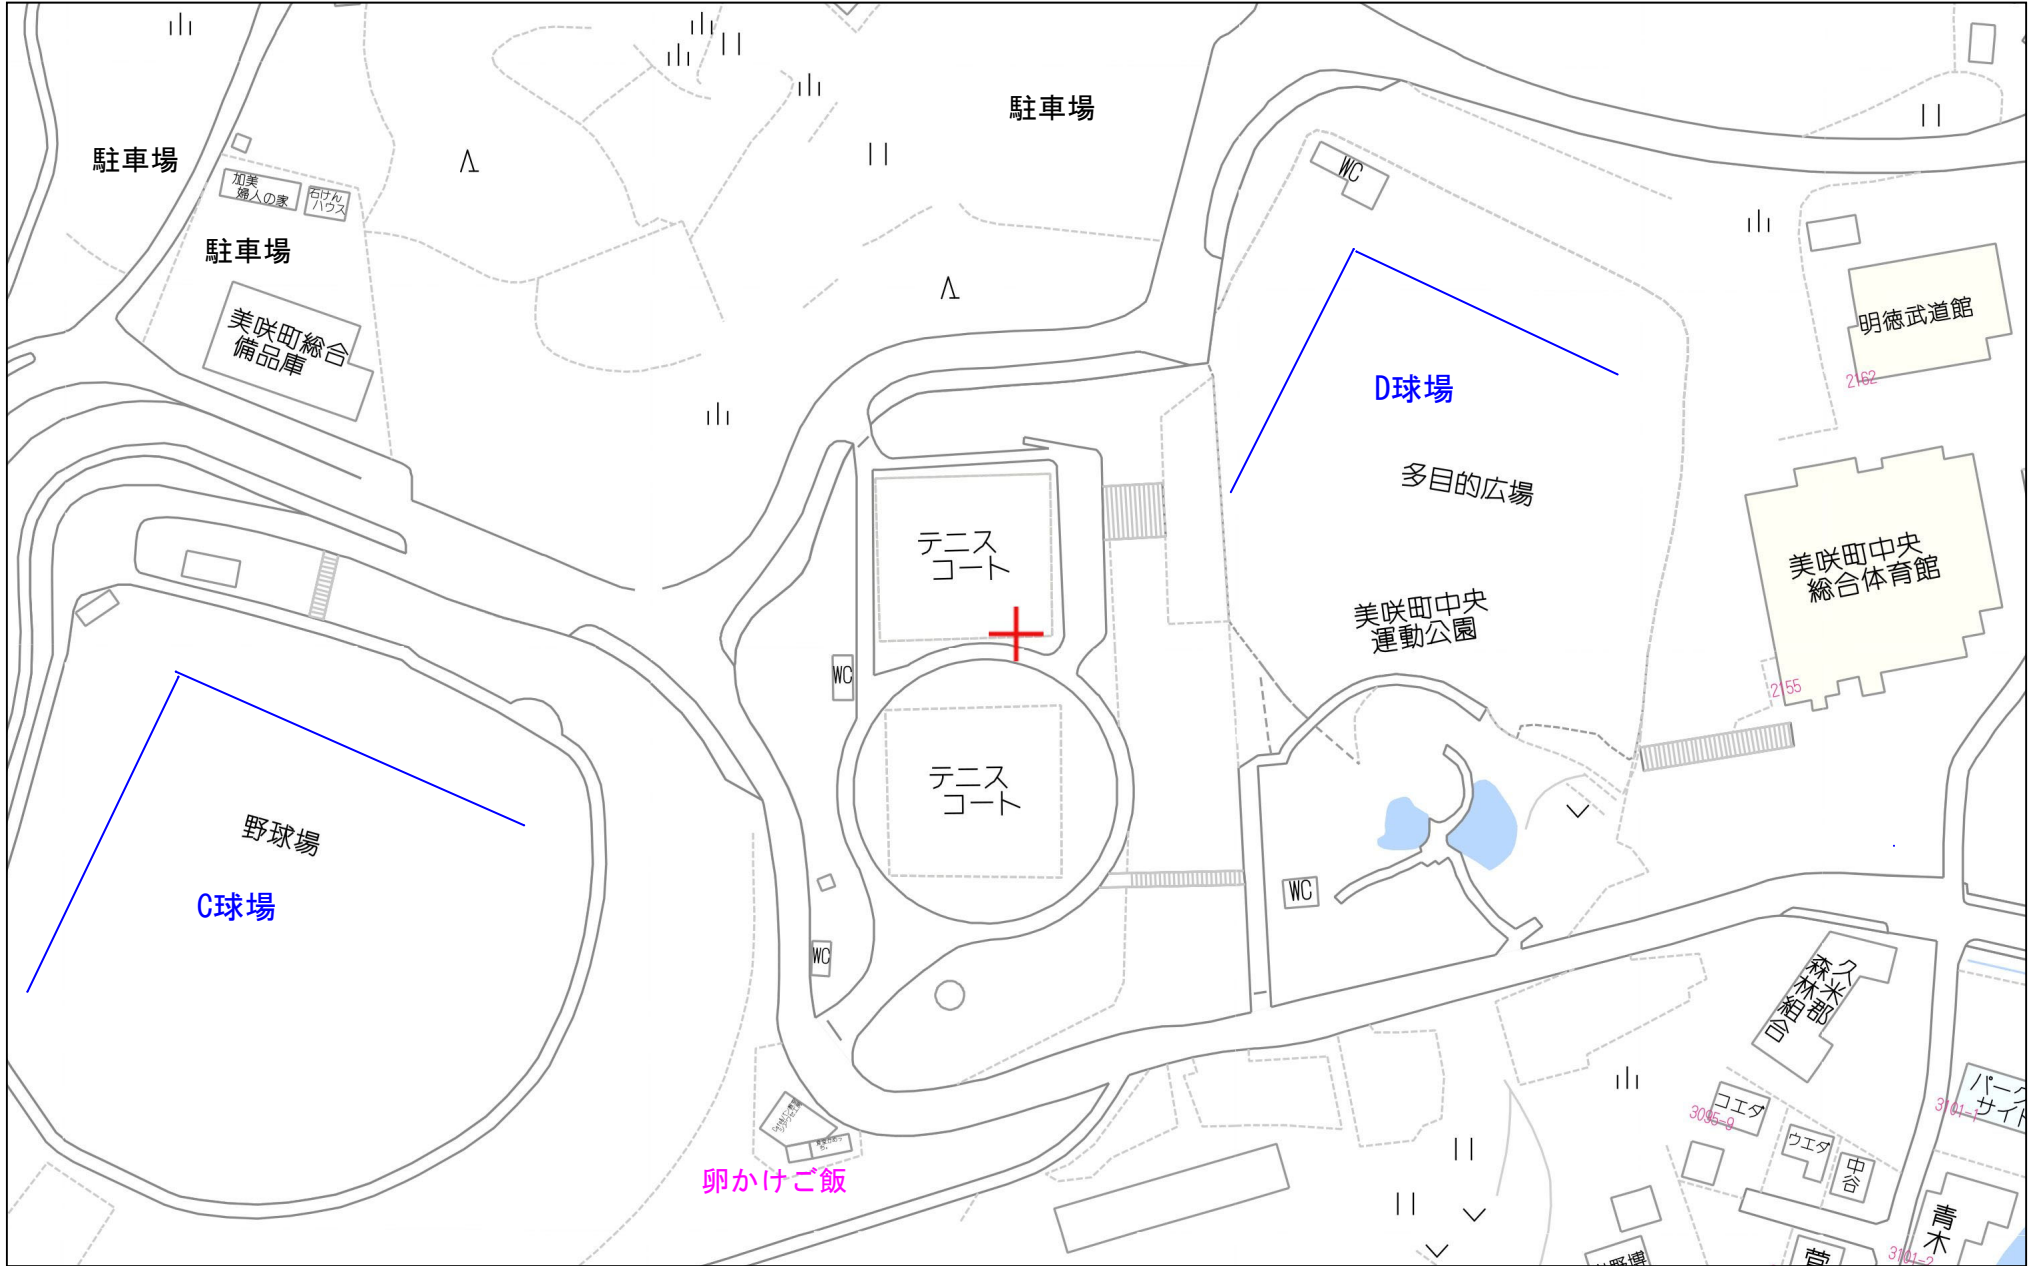 駐車場
駐車場
加美
婦人の家
石けん
ハウス
WC
駐車場
明徳武道館
美咲町総合
備品庫
2162
D球場
多目的広場
テニス
コート
美咲町中央
総合体育館
美咲町中央
運動公園
WC
2155
テニス
コート
野球場
WC
C球場
WC
久米郡
森林組合
パーク
サイド
コエダ
3095-9
3101-1
ウエダ
中谷
卵かけご飯
青木
3101-2
菅
野博